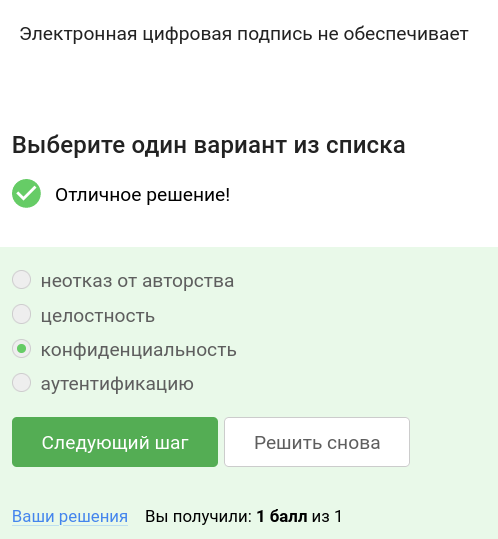 Электронная цифровая подпись не обеспечивает
Выберите один вариант из списка
Отличное решение!
неотказ от авторства
целостность
конфиденциальность
аутентификацию
Следующий шаг Решить снова
Ваши решения Вы получили: 1 балл из 1